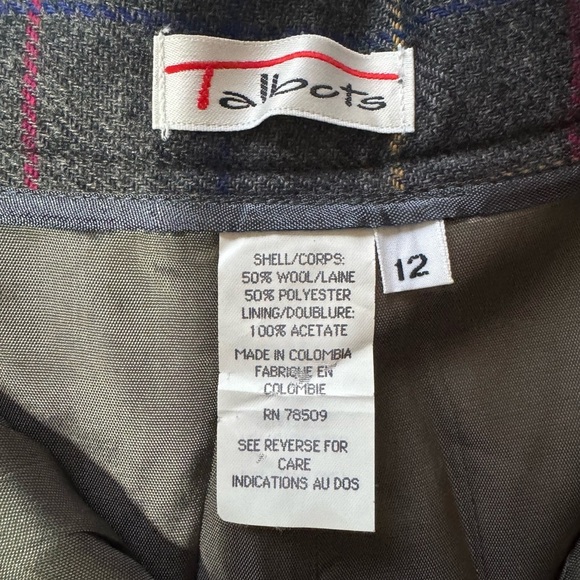 Talbots
12
SHELL/CORPS:
50% WOOL/LAINE
50% POLYESTER
LINING/DOUBLURE:
100% ACETATE
MADE IN COLOMBIA
FABRIQUE EN
COLOMBIE
RN 78509
SEE REVERSE FOR
CARE
INDICATIONS AU DOS